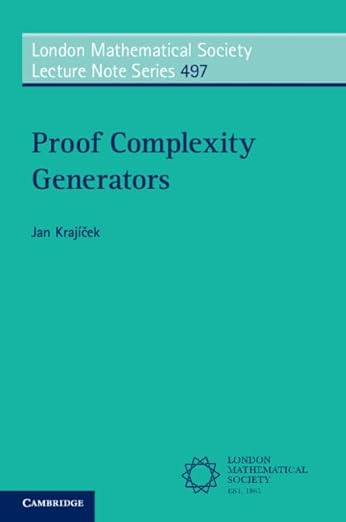 London Mathematical Society
Lecture Note Series 497
Proof Complexity
Generators
Jan Krajíček
LONDON
MATHEMATICAL
SOCIETY
EST. 1865
CAMBRIDGE